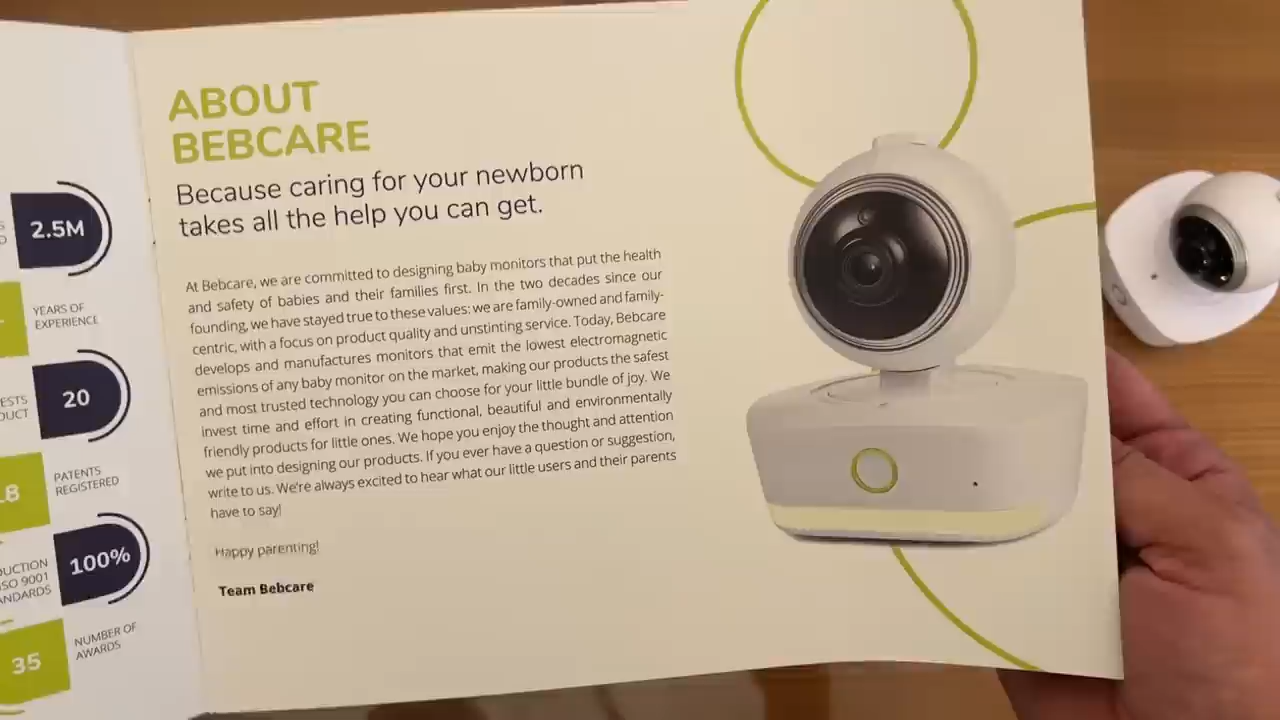 2.5M
YEARS OF
EXPERIENCE
20
PATENTS
REGISTERED
100%
35
NUMBER OF
AWARDS
ABOUT
BEBCARE
Because caring for your newborn
takes all the help you can get.
At Bebcare, we are committed to designing baby monitors that put the health
and safety of babies and their families first. In the two decades since our
founding, we have stayed true to these values: we are family-owned and family-
centric, with a focus on product quality and unstinting service. Today, Bebcare
develops and manufactures monitors that emit the lowest electromagnetic
emissions of any baby monitor on the market, making our products the safest
and most trusted technology you can choose for your little bundle of joy. We
invest time and effort in creating functional, beautiful and environmentally
friendly products for little ones. We hope you enjoy the thought and attention
we put into designing our products. If you ever have a question or suggestion,
write to us. We're always excited to hear what our little users and their parents
have to say!
Happy parenting!
Team Bebcare